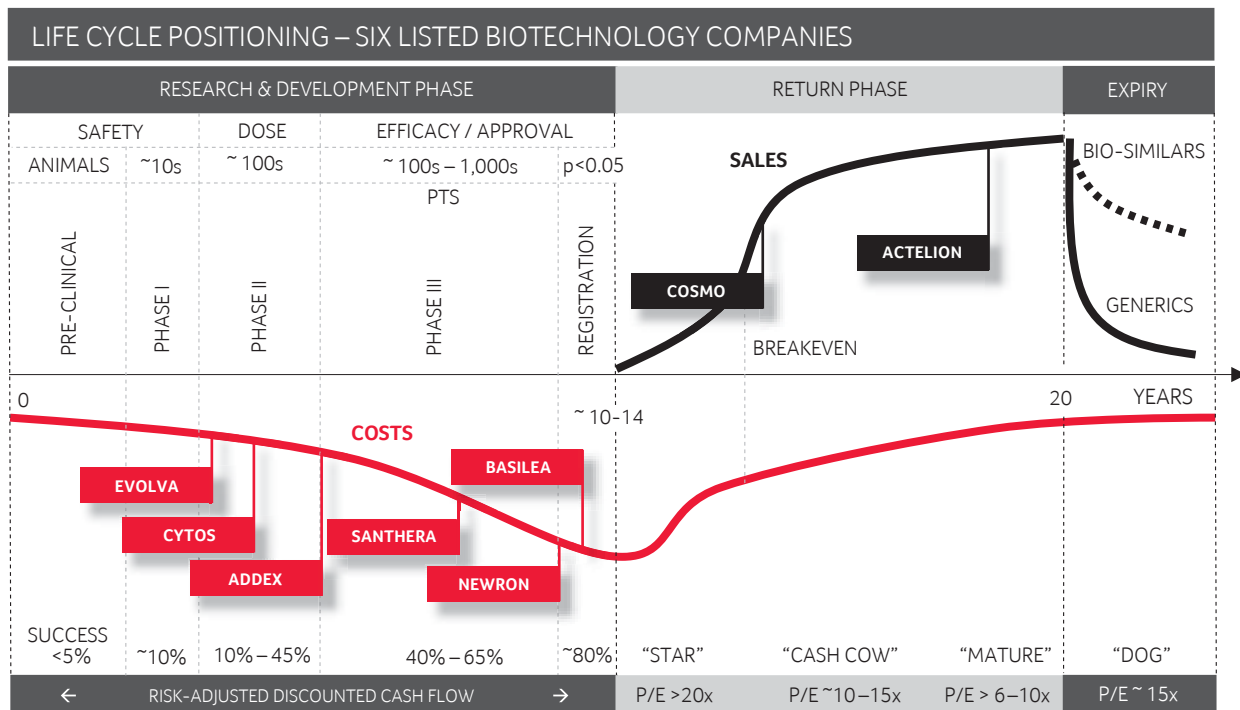 LIFE CYCLE POSITIONING – SIX LISTED BIOTECHNOLOGY COMPANIES
RESEARCH & DEVELOPMENT PHASE
RETURN PHASE
EXPIRY
SAFETY
DOSE
EFFICACY / APPROVAL
ANIMALS
~10s
~ 100s
~ 100s – 1,000s
p<0.05
PTS
PRE-CLINICAL
PHASE I
PHASE II
PHASE III
REGISTRATION
SALES
BIO-SIMILARS
ACTELION
COSMO
GENERICS
BREAKEVEN
0
~ 10-14
20
YEARS
COSTS
BASILEA
EVOLVA
CYTOS
SANTHERA
ADDEX
NEWRON
SUCCESS
<5%
~10%
10% – 45%
40% – 65%
~80%
“STAR”
“CASH COW”
“MATURE”
“DOG”
← RISK-ADJUSTED DISCOUNTED CASH FLOW →
P/E >20x
P/E ~10–15x
P/E > 6–10x
P/E ~ 15x